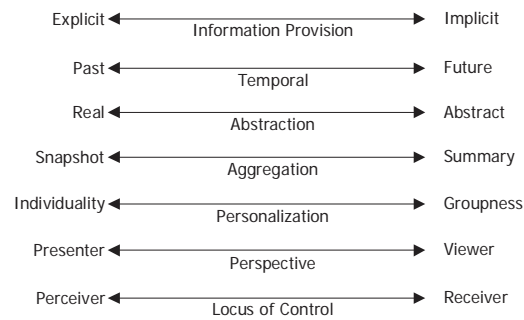 Explicit Implicit
Information Provision
Past Future
Temporal
Real Abstract
Abstraction
Snapshot Summary
Aggregation
Individuality Groupness
Personalization
Presenter Viewer
Perspective
Perceiver Receiver
Locus of Control